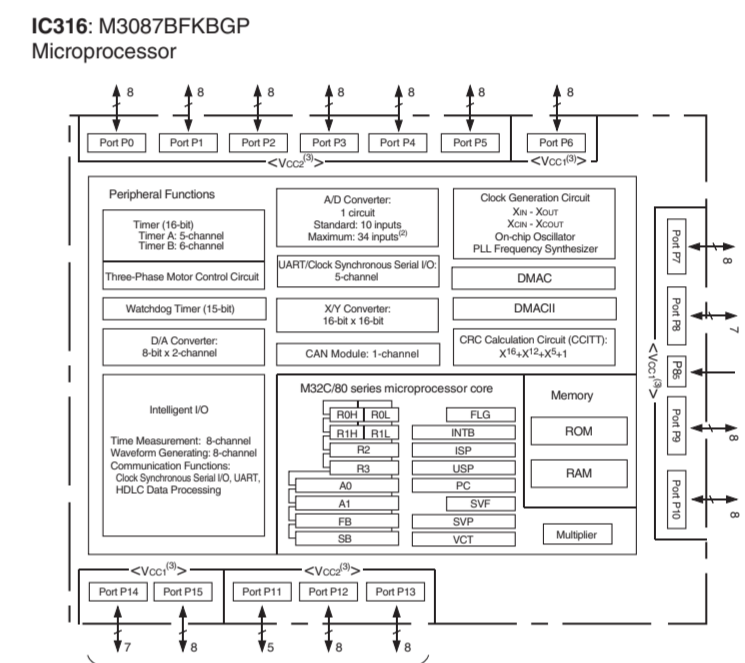 IC316: M3087BFKBGP
Microprocessor
8 8 8 8 8 8 8
Port P0 Port P1 Port P2 Port P3 Port P4 Port P5 Port P6
<VCC2(3)> <VCC1(3)>
Peripheral Functions
Timer (16-bit)
Timer A: 5-channel
Timer B: 6-channel
Three-Phase Motor Control Circuit
Watchdog Timer (15-bit)
D/A Converter:
8-bit x 2-channel
Intelligent I/O
Time Measurement: 8-channel
Waveform Generating: 8-channel
Communication Functions:
Clock Synchronous Serial I/O, UART,
HDLC Data Processing
A/D Converter:
1 circuit
Standard: 10 inputs
Maximum: 34 inputs(2)
UART/Clock Synchronous Serial I/O:
5-channel
X/Y Converter:
16-bit x 16-bit
CAN Module: 1-channel
Clock Generation Circuit
XIN - XOUT
XCIN - XCOUT
On-chip Oscillator
PLL Frequency Synthesizer
DMAC
DMACII
CRC Calculation Circuit (CCITT):
X16+X12+X5+1
M32C/80 series microprocessor core
R0H R0L
R1H R1L
R2
R3
A0
A1
FB
SB
FLG
INTB
ISP
USP
PC
SVF
SVP
VCT
Memory
ROM
RAM
Multiplier
<VCC1(3)>
Port P7
8
Port P8
7
P85
Port P9
8
Port P10
8
<VCC1(3)> <VCC2(3)>
Port P14 Port P15 Port P11 Port P12 Port P13
7 8 5 8 8